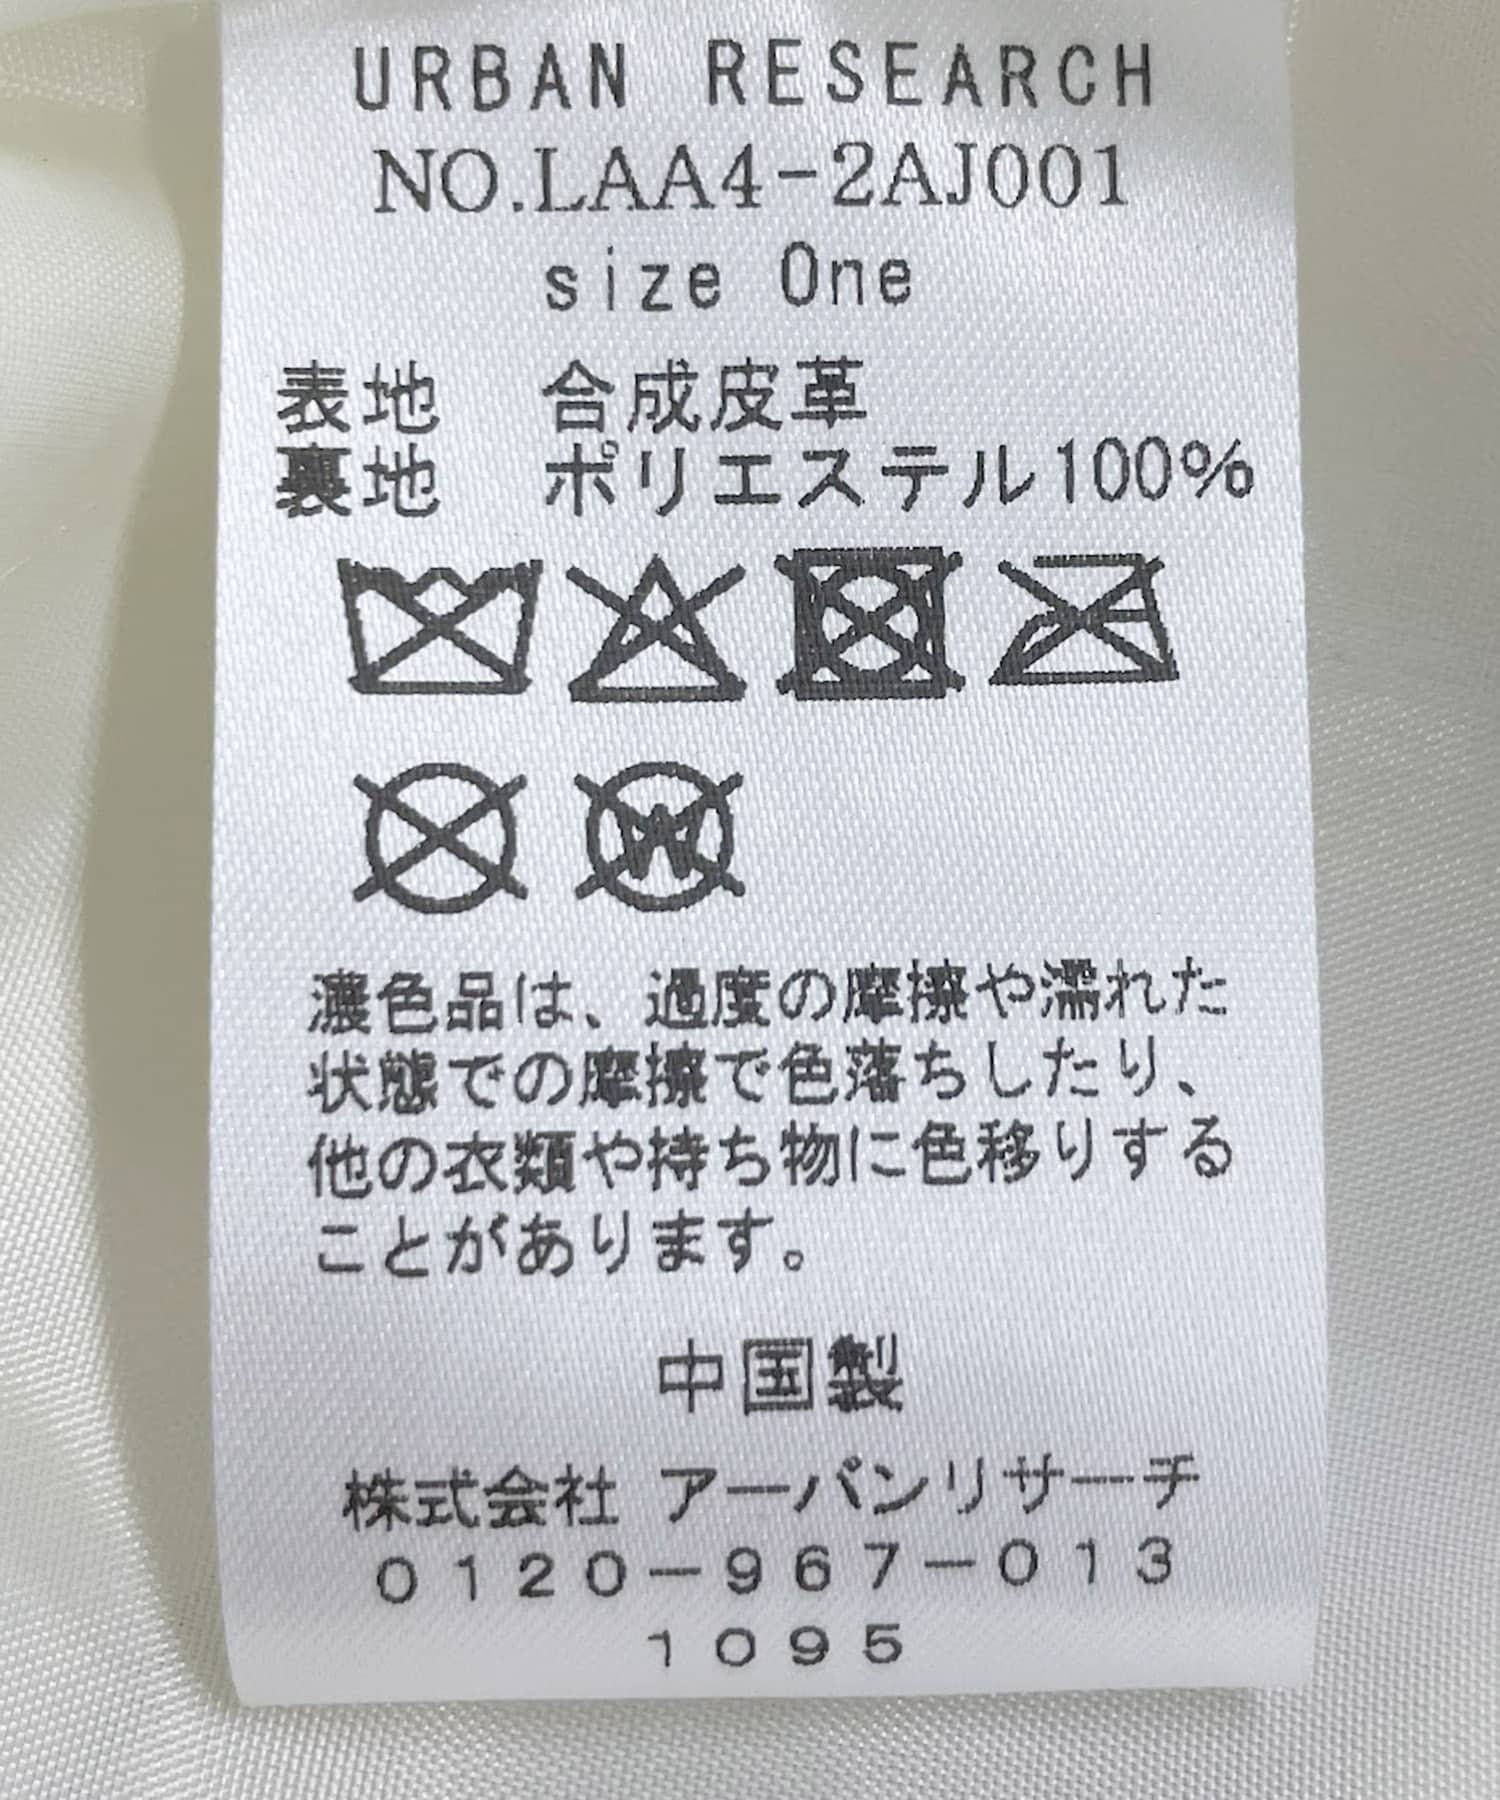 URBAN RESEARCH
NO.LAA4-2AJ001
size One
表地 合成皮革
裏地 ポリエステル100%
濃色品は、過度の摩擦や濡れた
状態での摩擦で色落ちしたり、
他の衣類や持ち物に色移りする
ことがあります。
中国製
株式会社 アーバンリサーチ
0120-967-013
1095